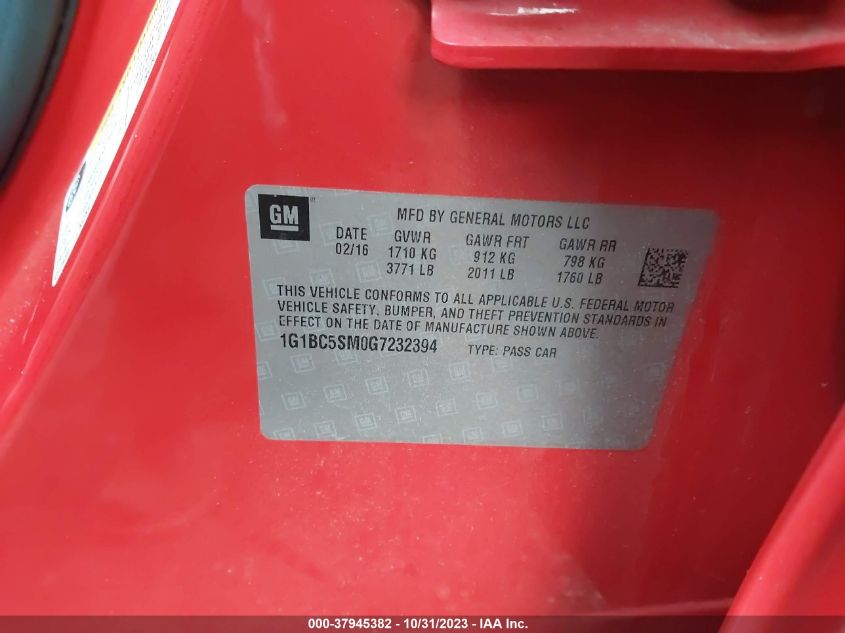 GM
MFD BY GENERAL MOTORS LLC
DATE GVWR GAWR FRT GAWR RR
02/16 1710 KG 912 KG 798 KG
3771 LB 2011 LB 1760 LB
THIS VEHICLE CONFORMS TO ALL APPLICABLE U.S. FEDERAL MOTOR
VEHICLE SAFETY, BUMPER, AND THEFT PREVENTION STANDARDS IN
EFFECT ON THE DATE OF MANUFACTURE SHOWN ABOVE.
1G1BC5SM0G7232394 TYPE: PASS CAR
000-37945382 - 10/31/2023 - IAA Inc.